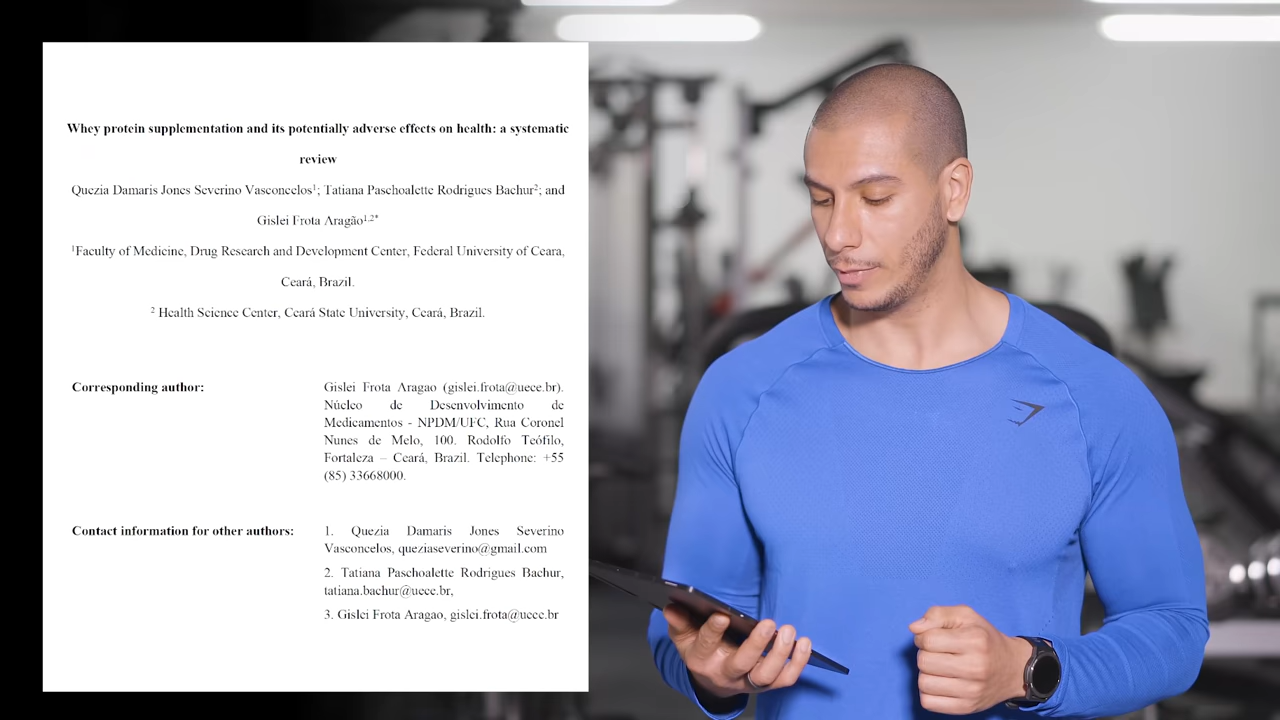 Whey protein supplementation and its potentially adverse effects on health: a systematic
review
Quezia Damaris Jones Severino Vasconcelos¹; Tatiana Paschoalette Rodrigues Bachur²; and
Gislei Frota Aragão¹,²*
¹Faculty of Medicine, Drug Research and Development Center, Federal University of Ceara,
Ceará, Brazil.
² Health Science Center, Ceará State University, Ceará, Brazil.
Corresponding author:
Gislei Frota Aragao (gislei.frota@uece.br).
Núcleo de Desenvolvimento de
Medicamentos - NPDM/UFC, Rua Coronel
Nunes de Melo, 100. Rodolfo Teófilo,
Fortaleza – Ceará, Brazil. Telephone: +55
(85) 33668000.
Contact information for other authors:
1. Quezia Damaris Jones Severino
Vasconcelos, queziaseverino@gmail.com
2. Tatiana Paschoalette Rodrigues Bachur,
tatiana.bachur@uece.br,
3. Gislei Frota Aragao, gislei.frota@uece.br